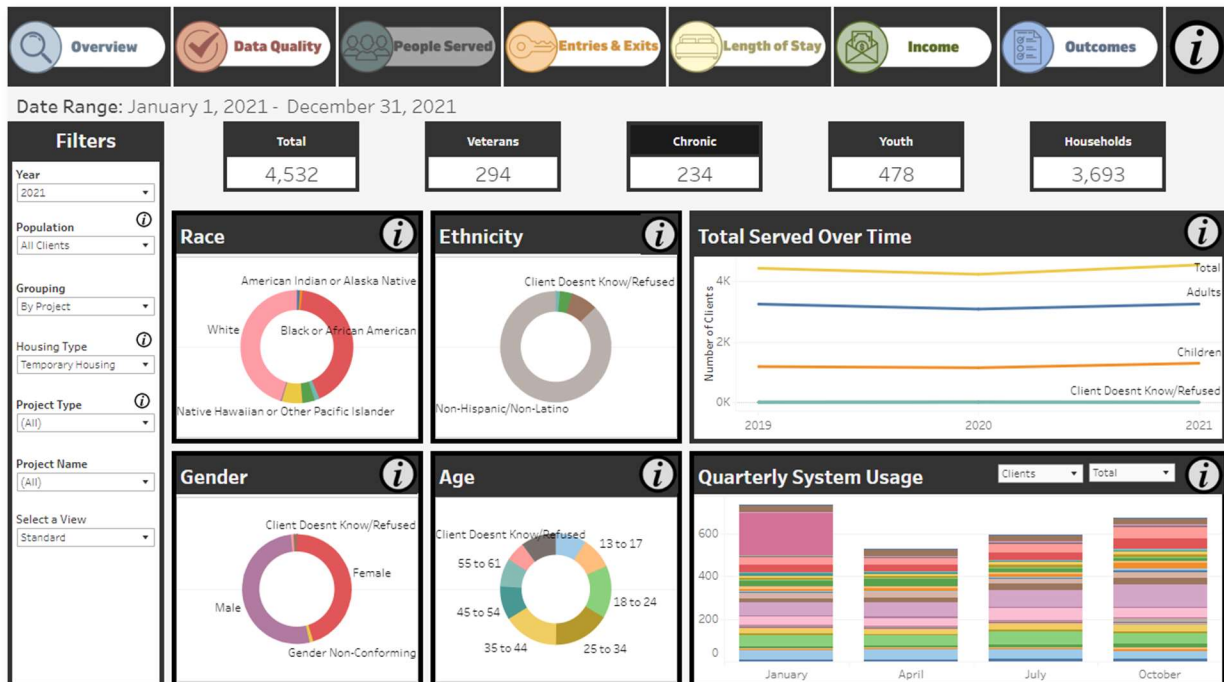 Overview
Data Quality
People Served
Entries & Exits
Length of Stay
Income
Outcomes
i
Date Range: January 1, 2021 - December 31, 2021
Filters
Year
2021
Population
i
All Clients
Grouping
By Project
Housing Type
i
Temporary Housing
Project Type
i
(All)
Project Name
(All)
Select a View
Standard
Total
4,532
Veterans
294
Chronic
234
Youth
478
Households
3,693
Race
i
American Indian or Alaska Native
White
Black or African American
Native Hawaiian or Other Pacific Islander
Ethnicity
i
Client Doesnt Know/Refused
Non-Hispanic/Non-Latino
Total Served Over Time
i
Number of Clients
4K
2K
0K
Total
Adults
Children
Client Doesnt Know/Refused
2019
2020
2021
Gender
i
Client Doesnt Know/Refused
Female
Male
Gender Non-Conforming
Age
i
Client Doesnt Know/Refused
13 to 17
55 to 61
18 to 24
45 to 54
35 to 44
25 to 34
Quarterly System Usage
Clients
Total
i
600
400
200
0
January
April
July
October